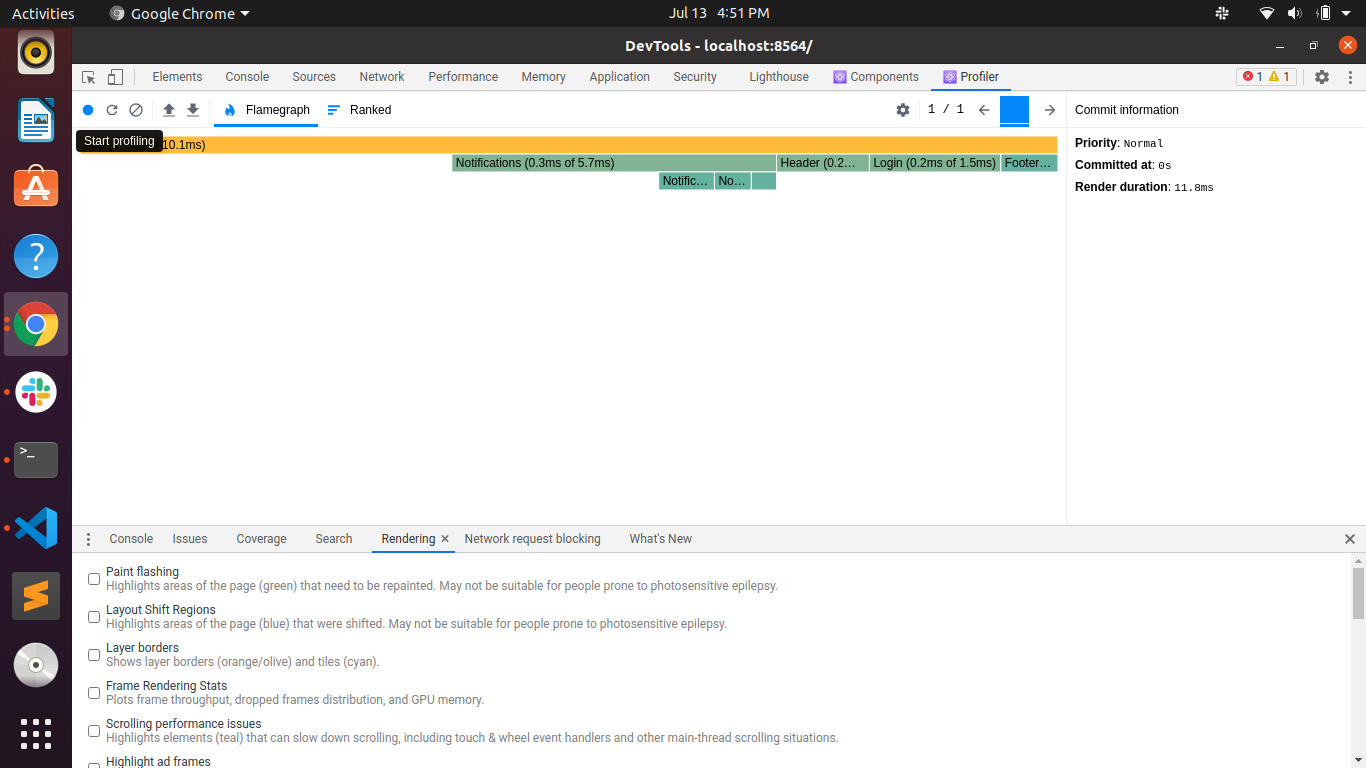 Activities Google Chrome Jul 13 4:51 PM
DevTools - localhost:8564/
Elements Console Sources Network Performance Memory Application Security Lighthouse Components Profiler 1 1
Flamegraph Ranked 1 / 1 Commit information
Start profiling 10.1ms)
Priority: Normal
Notifications (0.3ms of 5.7ms) Header (0.2... Login (0.2ms of 1.5ms) Footer...
Committed at: 0s
Notific... No...
Render duration: 11.8ms
Console Issues Coverage Search Rendering Network request blocking What's New
Paint flashing
Highlights areas of the page (green) that need to be repainted. May not be suitable for people prone to photosensitive epilepsy.
Layout Shift Regions
Highlights areas of the page (blue) that were shifted. May not be suitable for people prone to photosensitive epilepsy.
Layer borders
Shows layer borders (orange/olive) and tiles (cyan).
Frame Rendering Stats
Plots frame throughput, dropped frames distribution, and GPU memory.
Scrolling performance issues
Highlights elements (teal) that can slow down scrolling, including touch & wheel event handlers and other main-thread scrolling situations.
Highlight ad frames